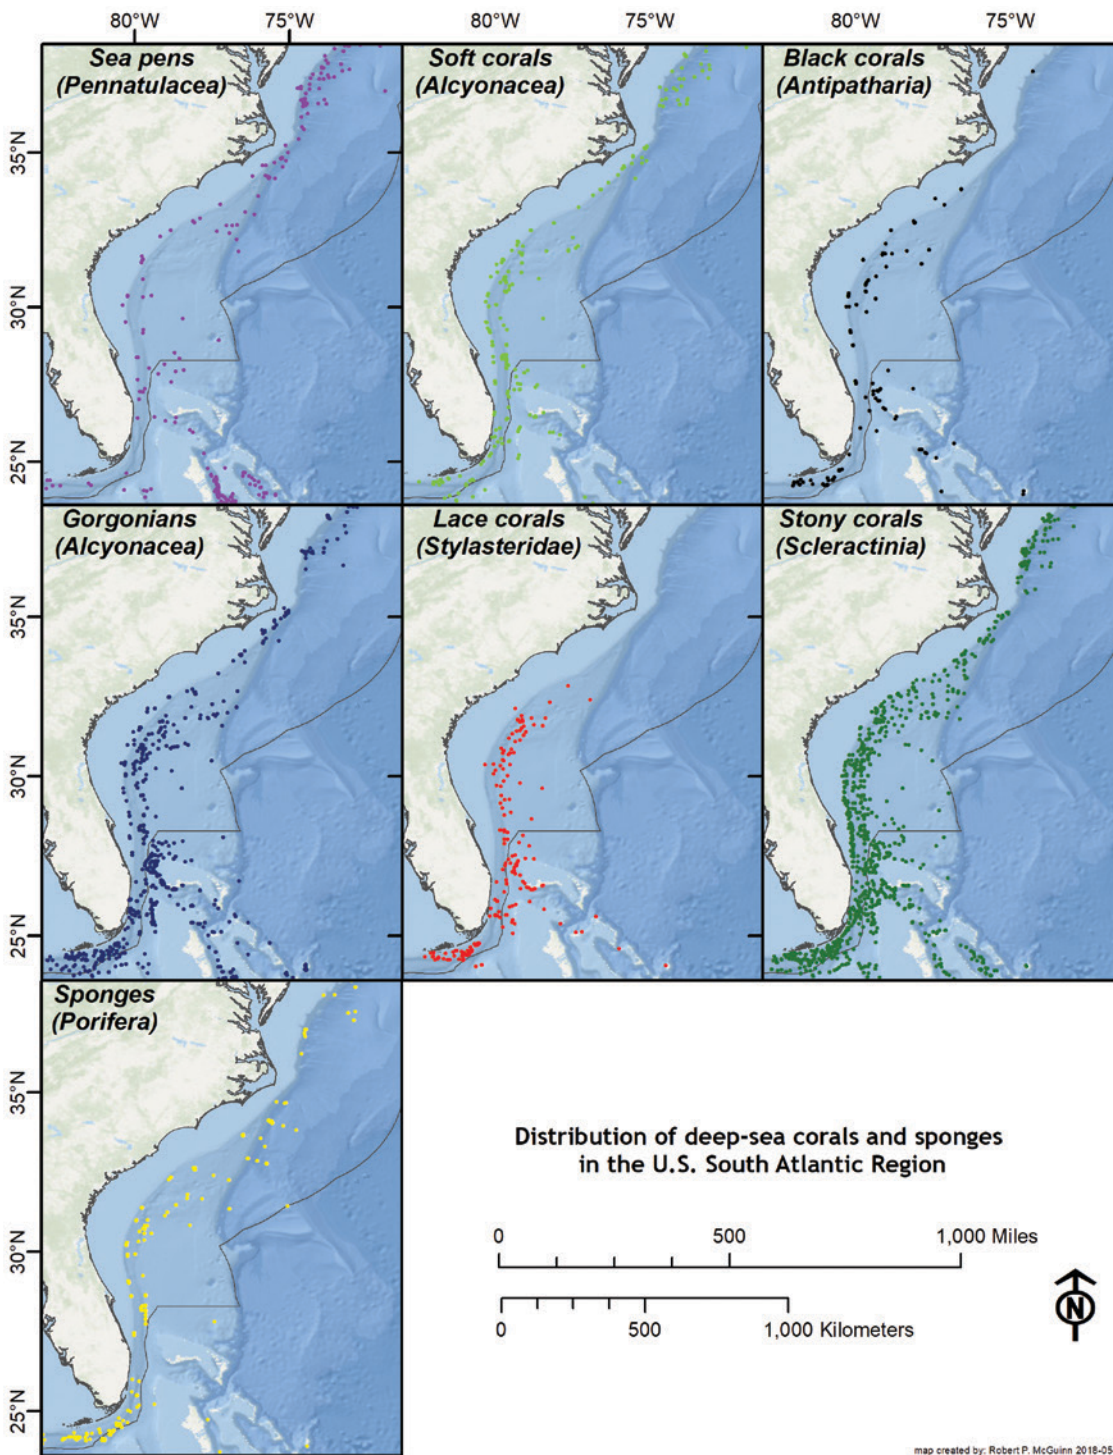 80°W 75°W 80°W 75°W 80°W 75°W
Sea pens
(Pennatulacea)
Soft corals
(Alcyonacea)
Black corals
(Antipatharia)
35°N
30°N
25°N
Gorgonians
(Alcyonacea)
Lace corals
(Stylasteridae)
Stony corals
(Scleractinia)
35°N
30°N
25°N
Sponges
(Porifera)
35°N
30°N
25°N
Distribution of deep-sea corals and sponges
in the U.S. South Atlantic Region
0 500 1,000 Miles
0 500 1,000 Kilometers
N
map created by: Robert P. McGuinn 2018-05